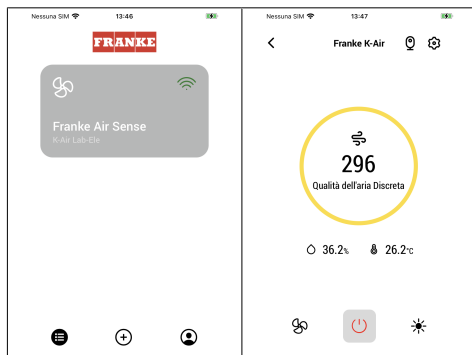 Nessuna SIM 13:46
FRANKE
Franke Air Sense
K-Air Lab-Ele
Nessuna SIM 13:47
Franke K-Air
296
Qualità dell'aria Discreta
36.2% 26.2°C